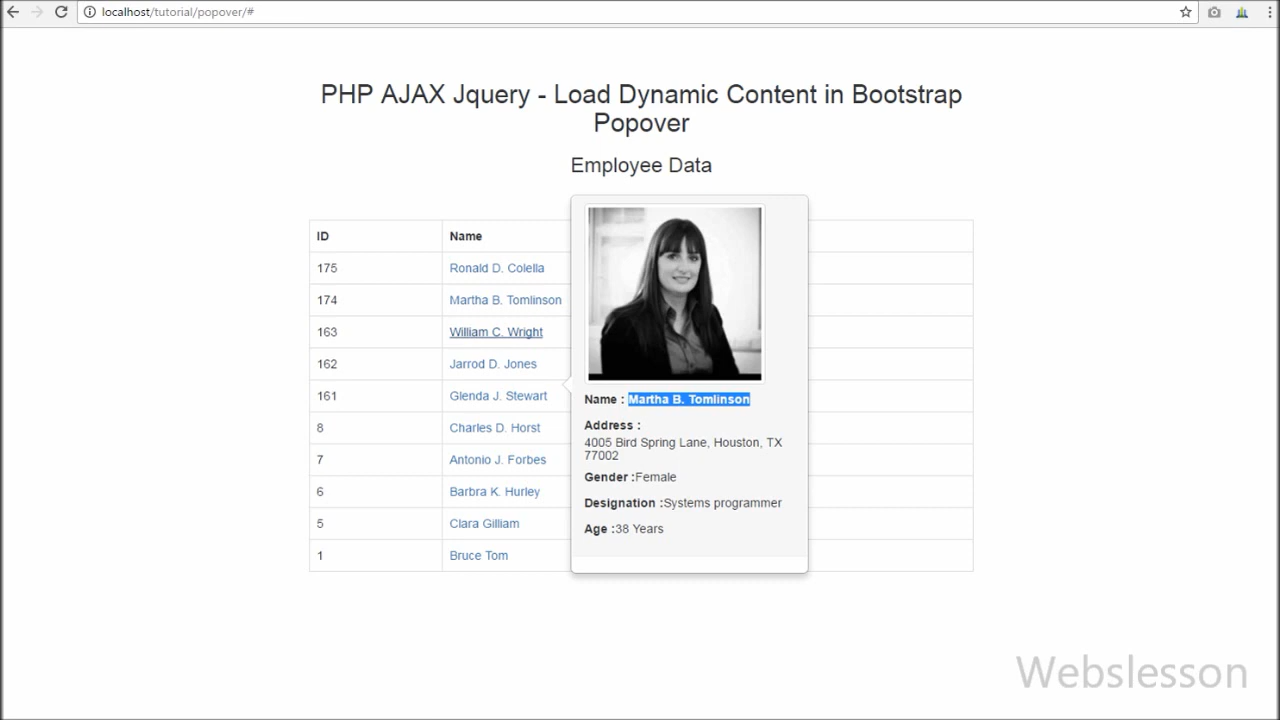 localhost/tutorial/popover/#
PHP AJAX Jquery - Load Dynamic Content in Bootstrap
Popover
Employee Data
ID Name
175 Ronald D. Colella
174 Martha B. Tomlinson
163 William C. Wright
162 Jarrod D. Jones
161 Glenda J. Stewart
8 Charles D. Horst
7 Antonio J. Forbes
6 Barbra K. Hurley
5 Clara Gilliam
1 Bruce Tom
Name : Martha B. Tomlinson
Address :
4005 Bird Spring Lane, Houston, TX
77002
Gender :Female
Designation :Systems programmer
Age :38 Years
Webslesson